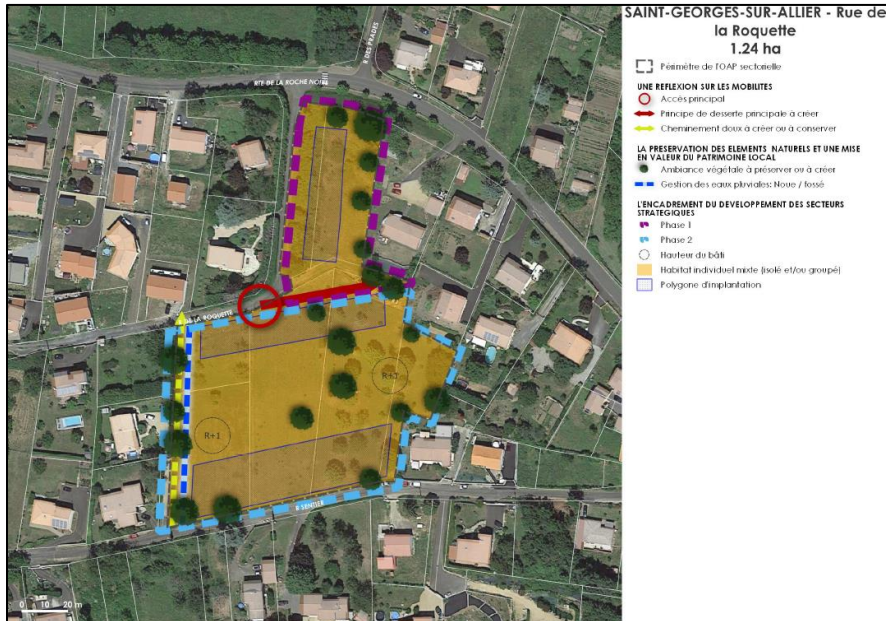 SAINT-GEORGES-SUR-ALLIER - Rue de
la Roquette
1.24 ha
Périmètre de l'OAP sectorielle
UNE REFLEXION SUR LES MOBILITES
Accès principal
Principe de desserte principale à créer
Cheminement doux à créer ou à conserver
LA PRESERVATION DES ELEMENTS NATURELS ET UNE MISE
EN VALEUR DU PATRIMOINE LOCAL
Ambiance végétale à préserver ou à créer
Gestion des eaux pluviales: Noue / fossé
L'ENCADREMENT DU DEVELOPPEMENT DES SECTEURS
STRATEGIQUES
Phase 1
Phase 2
Hauteur du bâti
Habitat individuel mixte (isolé et/ou groupé)
Polygone d'implantation
R DES PRADES
RTE DE LA ROCHE NOIRE
DE LA ROQUETTE
R+1
R+1
R SENTIER
0 10 20 m